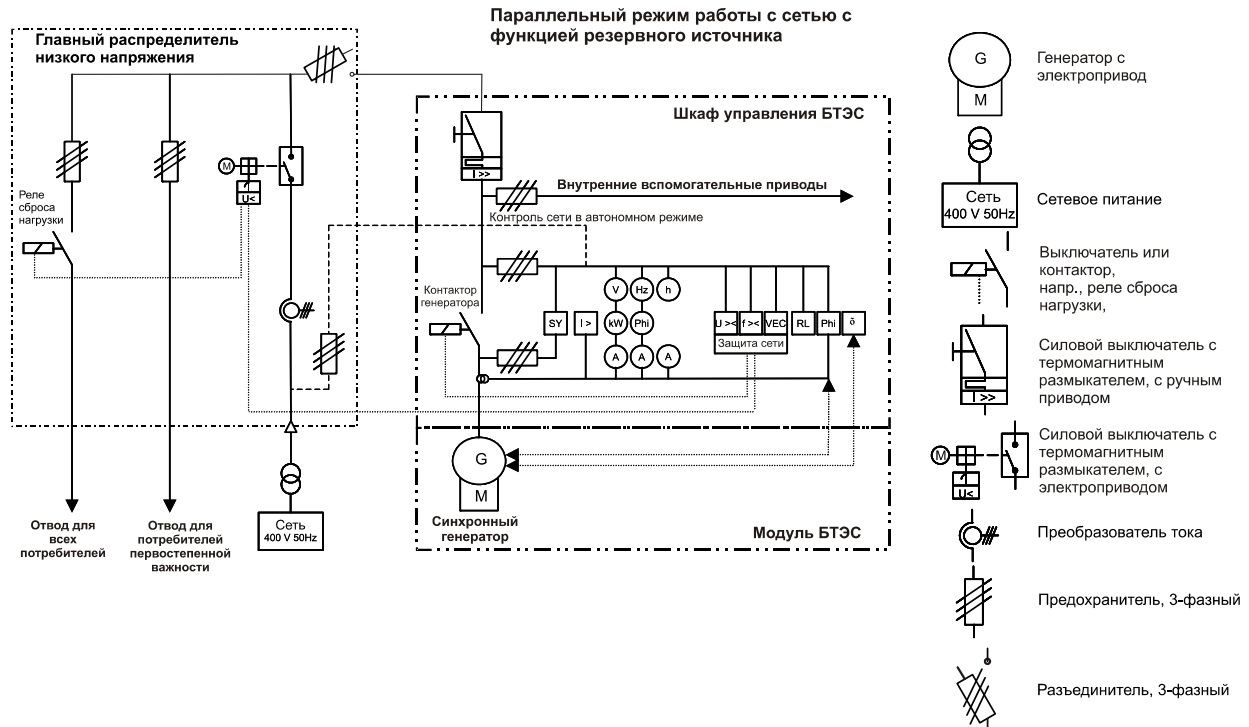 Параллельный режим работы с сетью с
функцией резервного источника
Главный распределитель
низкого напряжения
Шкаф управления БТЭС
I >>
Внутренние вспомогательные приводы
Контроль сети в автономном режиме
M
U<
Реле
сброса
нагрузки
Контактор
генератора
V
Hz
h
SY
I >
kW
Phi
U ><
f ><
VEC
RL
Phi
δ
Защита сети
A
A
A
G
M
Синхронный
генератор
Модуль БТЭС
Отвод для
всех
потребителей
Отвод для
потребителей
первостепенной
важности
Сеть
400 V 50Hz
G
M
Генератор с
электропривод
Сеть
400 V 50Hz
Сетевое питание
Выключатель или
контактор,
напр., реле сброса
нагрузки,
I >>
Силовой выключатель с
термомагнитным
размыкателем, с ручным
приводом
M
U<
Силовой выключатель с
термомагнитным
размыкателем, с
электроприводом
Преобразователь тока
Предохранитель, 3-фазный
Разъединитель, 3-фазный